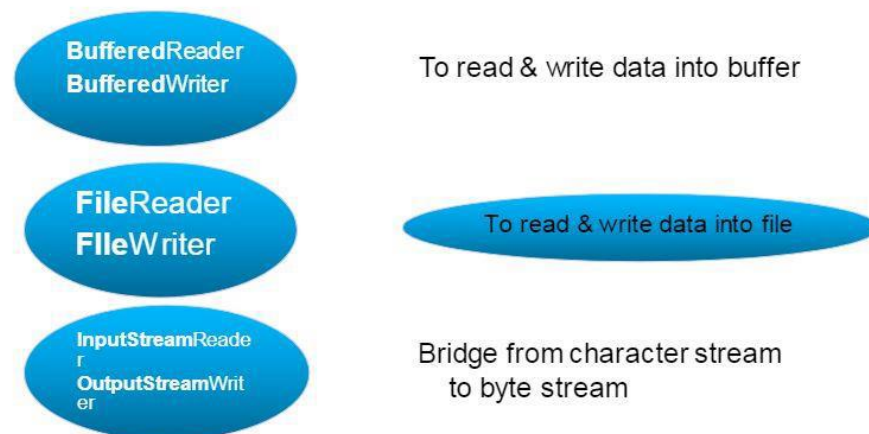 BufferedReader
BufferedWriter
To read & write data into buffer
FileReader
FIleWriter
To read & write data into file
InputStreamReade
r
OutputStreamWrit
er
Bridge from character stream
to byte stream